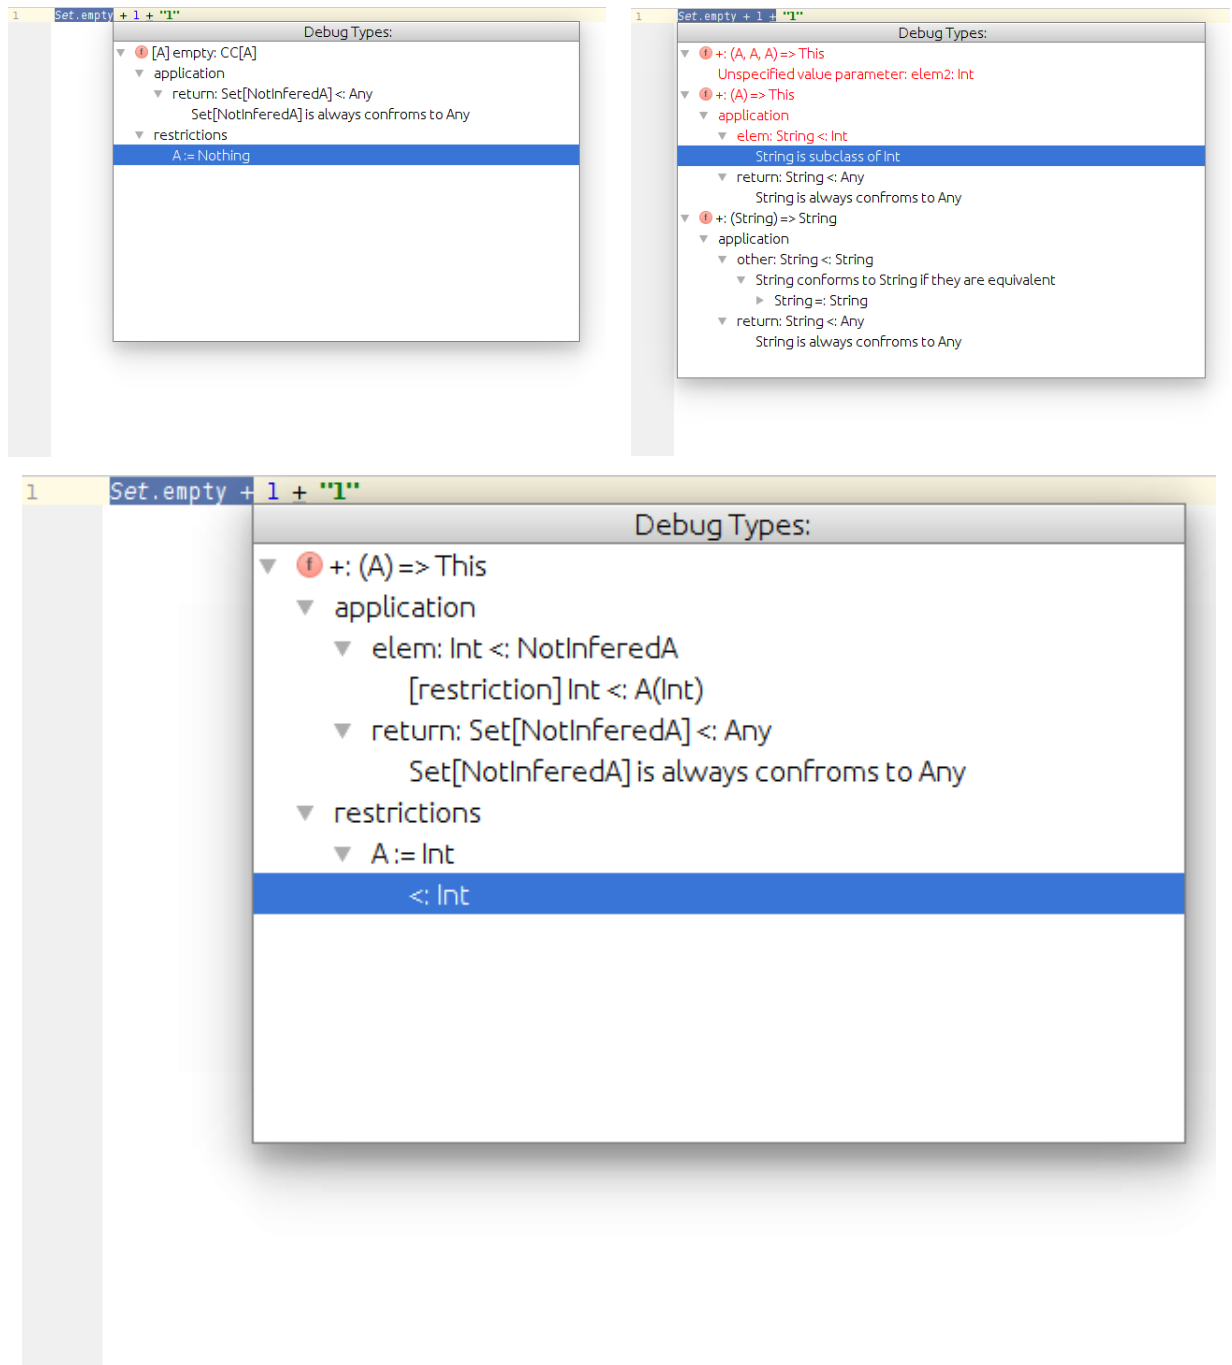 1 Set.empty + 1 + "1"
Debug Types:
f [A] empty: CC[A]
application
return: Set[NotInferedA] <: Any
Set[NotInferedA] is always confroms to Any
restrictions
A := Nothing
1 Set.empty + 1 + "1"
Debug Types:
f +: (A, A, A) => This
Unspecified value parameter: elem2: Int
f +: (A) => This
application
elem: String <: Int
String is subclass of Int
return: String <: Any
String is always confroms to Any
f +: (String) => String
application
other: String <: String
String conforms to String if they are equivalent
String =: String
return: String <: Any
String is always confroms to Any
1 Set.empty + 1 + "1"
Debug Types:
f +: (A) => This
application
elem: Int <: NotInferedA
[restriction] Int <: A(Int)
return: Set[NotInferedA] <: Any
Set[NotInferedA] is always confroms to Any
restrictions
A := Int
<: Int